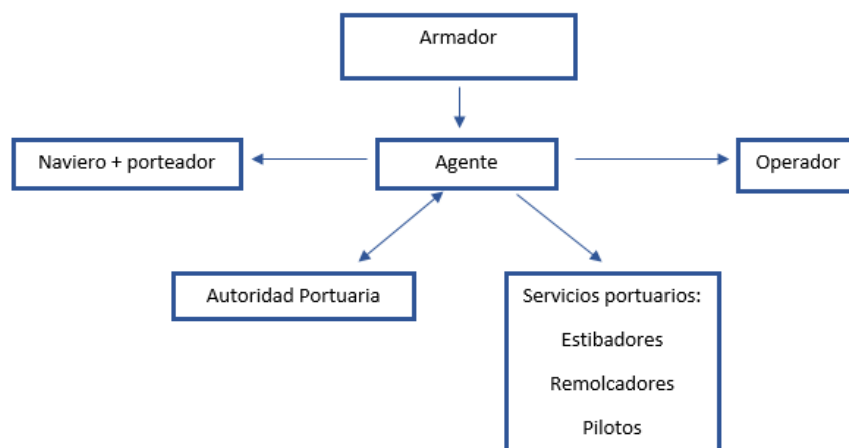 Armador
Naviero + porteador
Agente
Operador
Autoridad Portuaria
Servicios portuarios:
Estibadores
Remolcadores
Pilotos